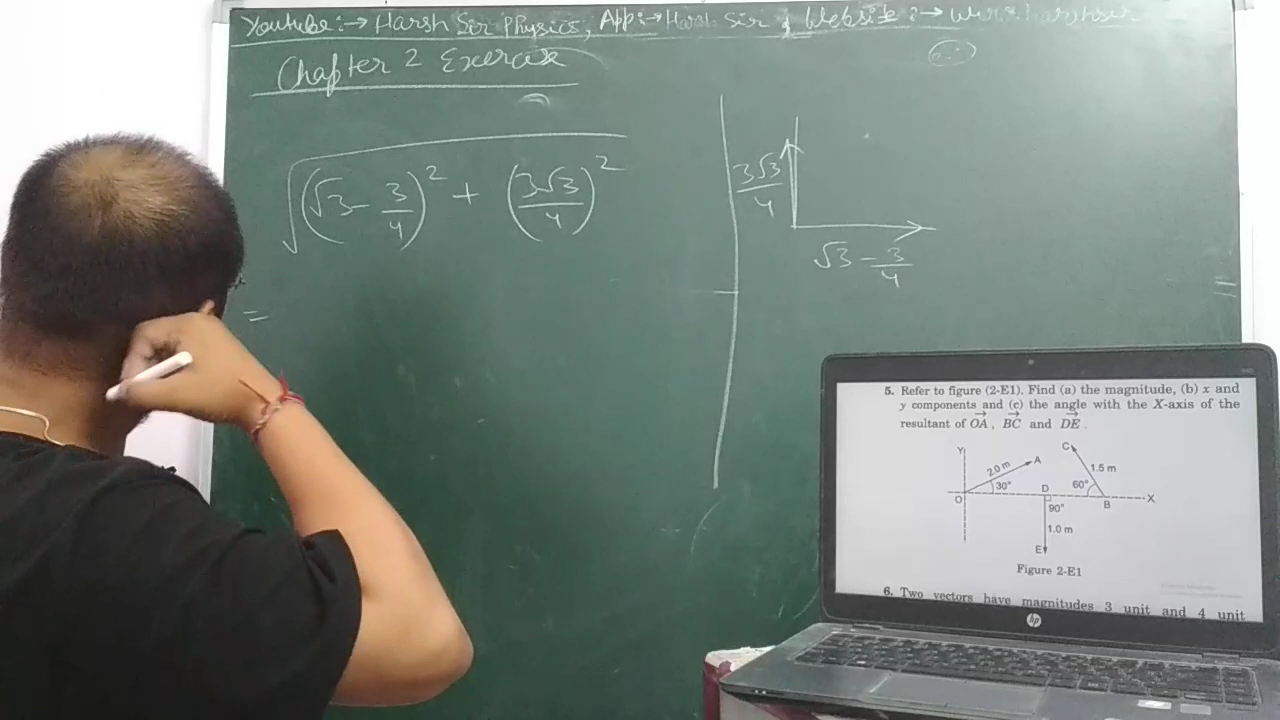 Youtube:→ Harsh Sir Physics, App:→ Harsh Sir, Website:→
Chapter 2 Exercise
√((√3 - 3/4)² + (3√3/4)²)
=
3√3/4
√3 - 3/4
=
5. Refer to figure (2-E1). Find (a) the magnitude, (b) x and
y components and (c) the angle with the X-axis of the
resultant of OA, BC and DE.
Y
2.0 m
A
30°
O
C
1.5 m
60°
D
B
X
90°
1.0 m
E
Figure 2-E1
6. Two vectors have magnitudes 3 unit and 4 unit
hp